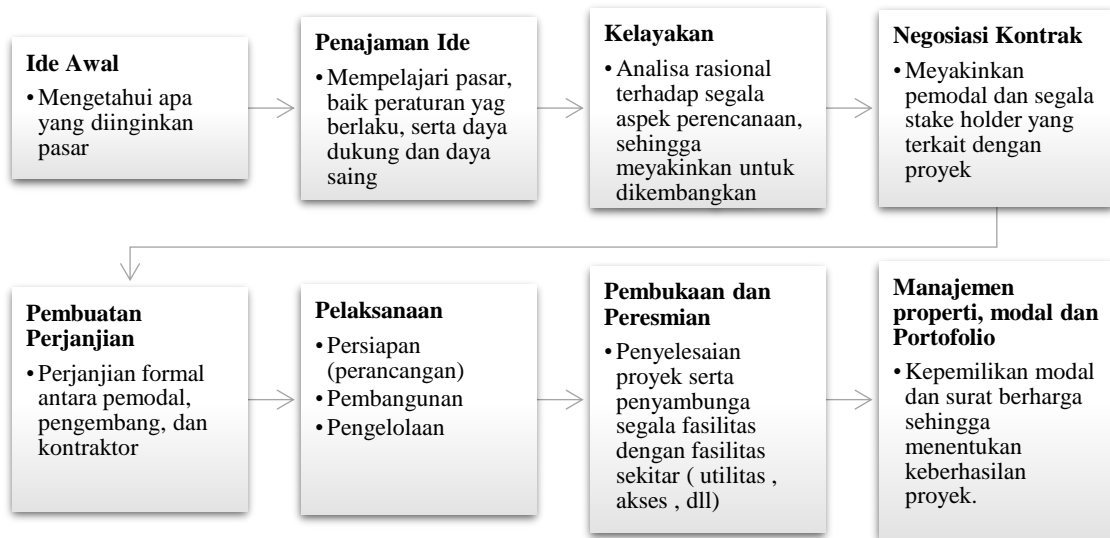 Ide Awal
• Mengetahui apa
yang diinginkan
pasar
Penajaman Ide
• Mempelajari pasar,
baik peraturan yag
berlaku, serta daya
dukung dan daya
saing
Kelayakan
• Analisa rasional
terhadap segala
aspek perencanaan,
sehingga
meyakinkan untuk
dikembangkan
Negosiasi Kontrak
• Meyakinkan
pemodal dan segala
stake holder yang
terkait dengan
proyek
Pembuatan
Perjanjian
• Perjanjian formal
antara pemodal,
pengembang, dan
kontraktor
Pelaksanaan
• Persiapan
(perancangan)
• Pembangunan
• Pengelolaan
Pembukaan dan
Peresmian
• Penyelesaian
proyek serta
penyambunga
segala fasilitas
dengan fasilitas
sekitar ( utilitas ,
akses , dll)
Manajemen
properti, modal dan
Portofolio
• Kepemilikan modal
dan surat berharga
sehingga
menentukan
keberhasilan
proyek.